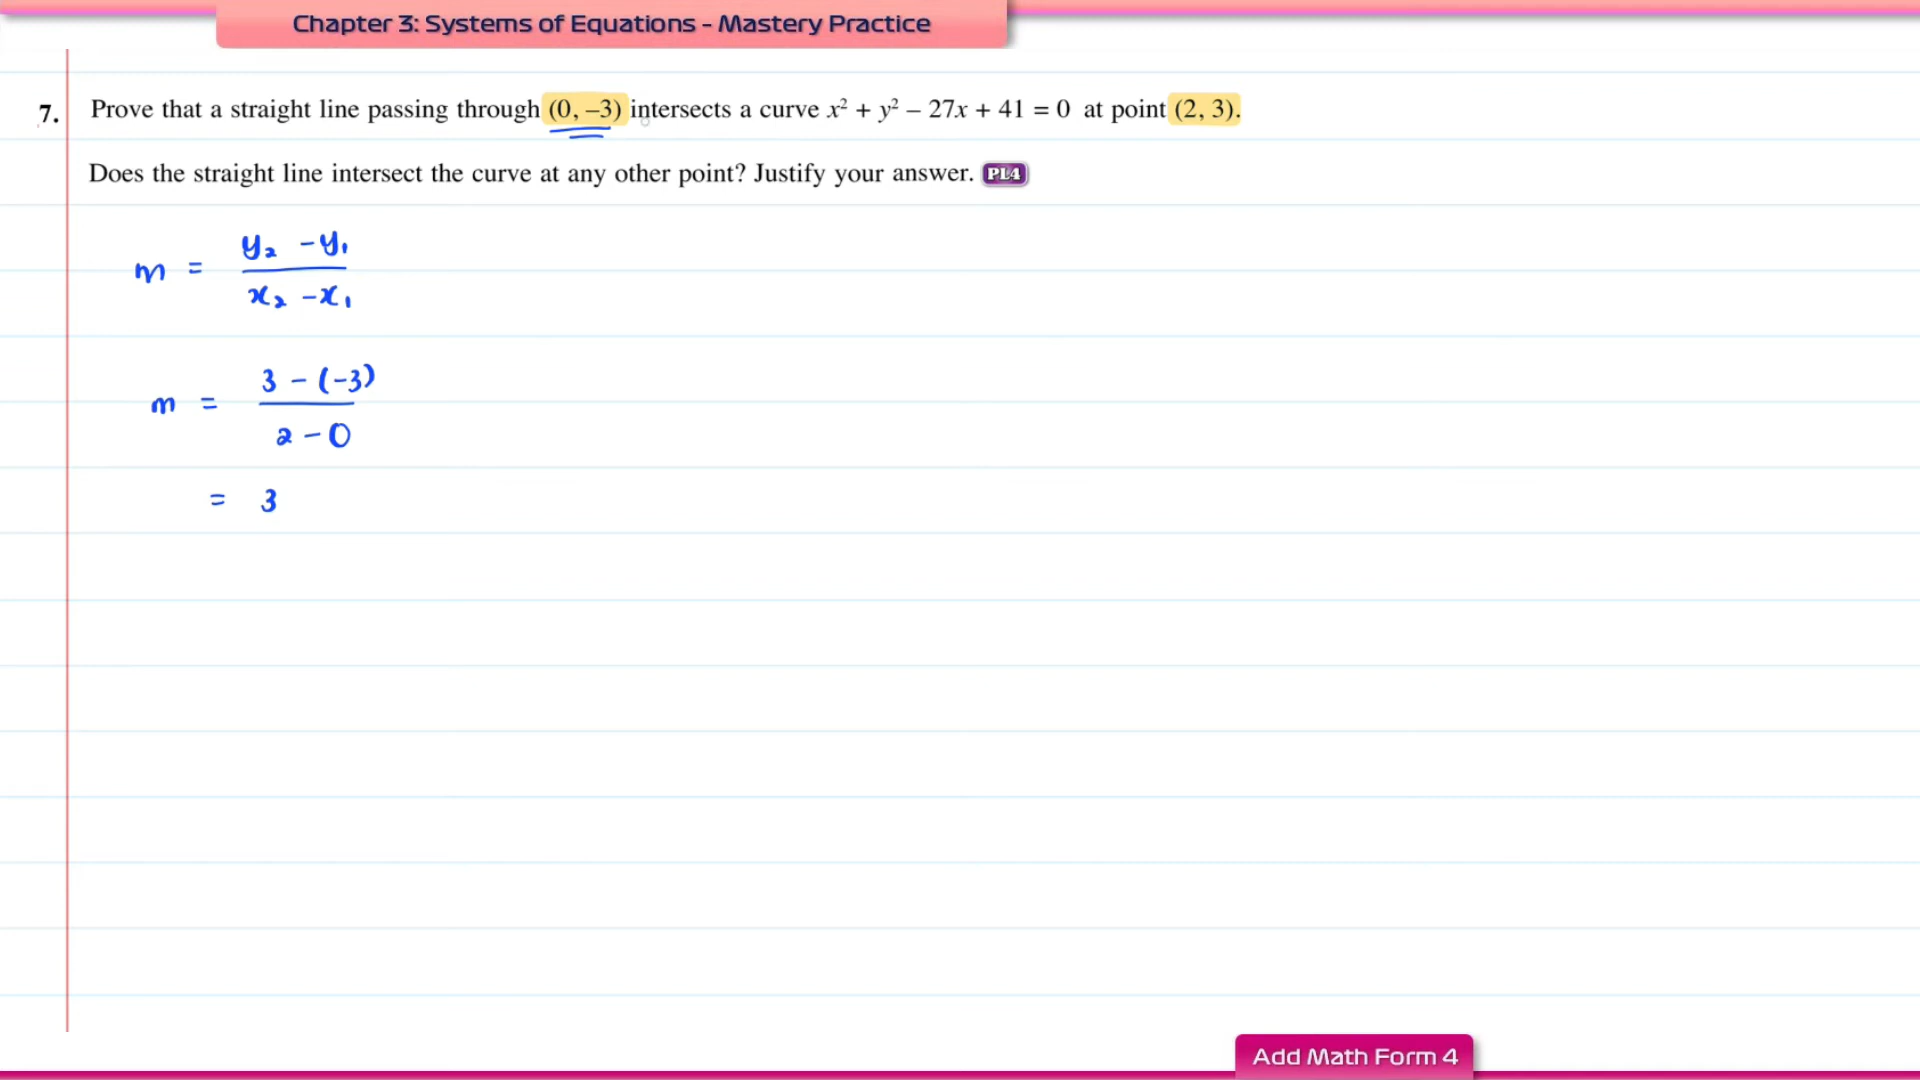 Chapter 3: Systems of Equations - Mastery Practice
7. Prove that a straight line passing through (0, –3) intersects a curve x² + y² – 27x + 41 = 0 at point (2, 3).
Does the straight line intersect the curve at any other point? Justify your answer. PL4
m = y₂ - y₁ / x₂ - x₁
m = 3 - (-3) / 2 - 0
= 3
Add Math Form 4